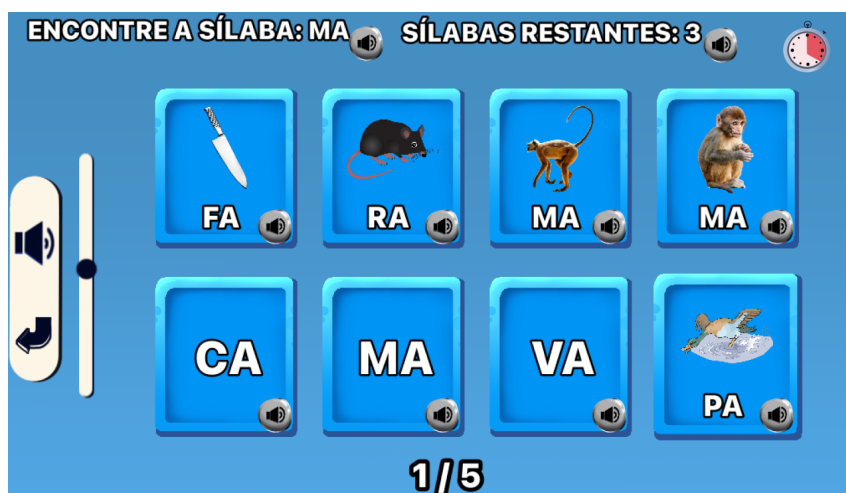 ENCONTRE A SÍLABA: MA SÍLABAS RESTANTES: 3
FA RA MA MA
CA MA VA PA
1/5